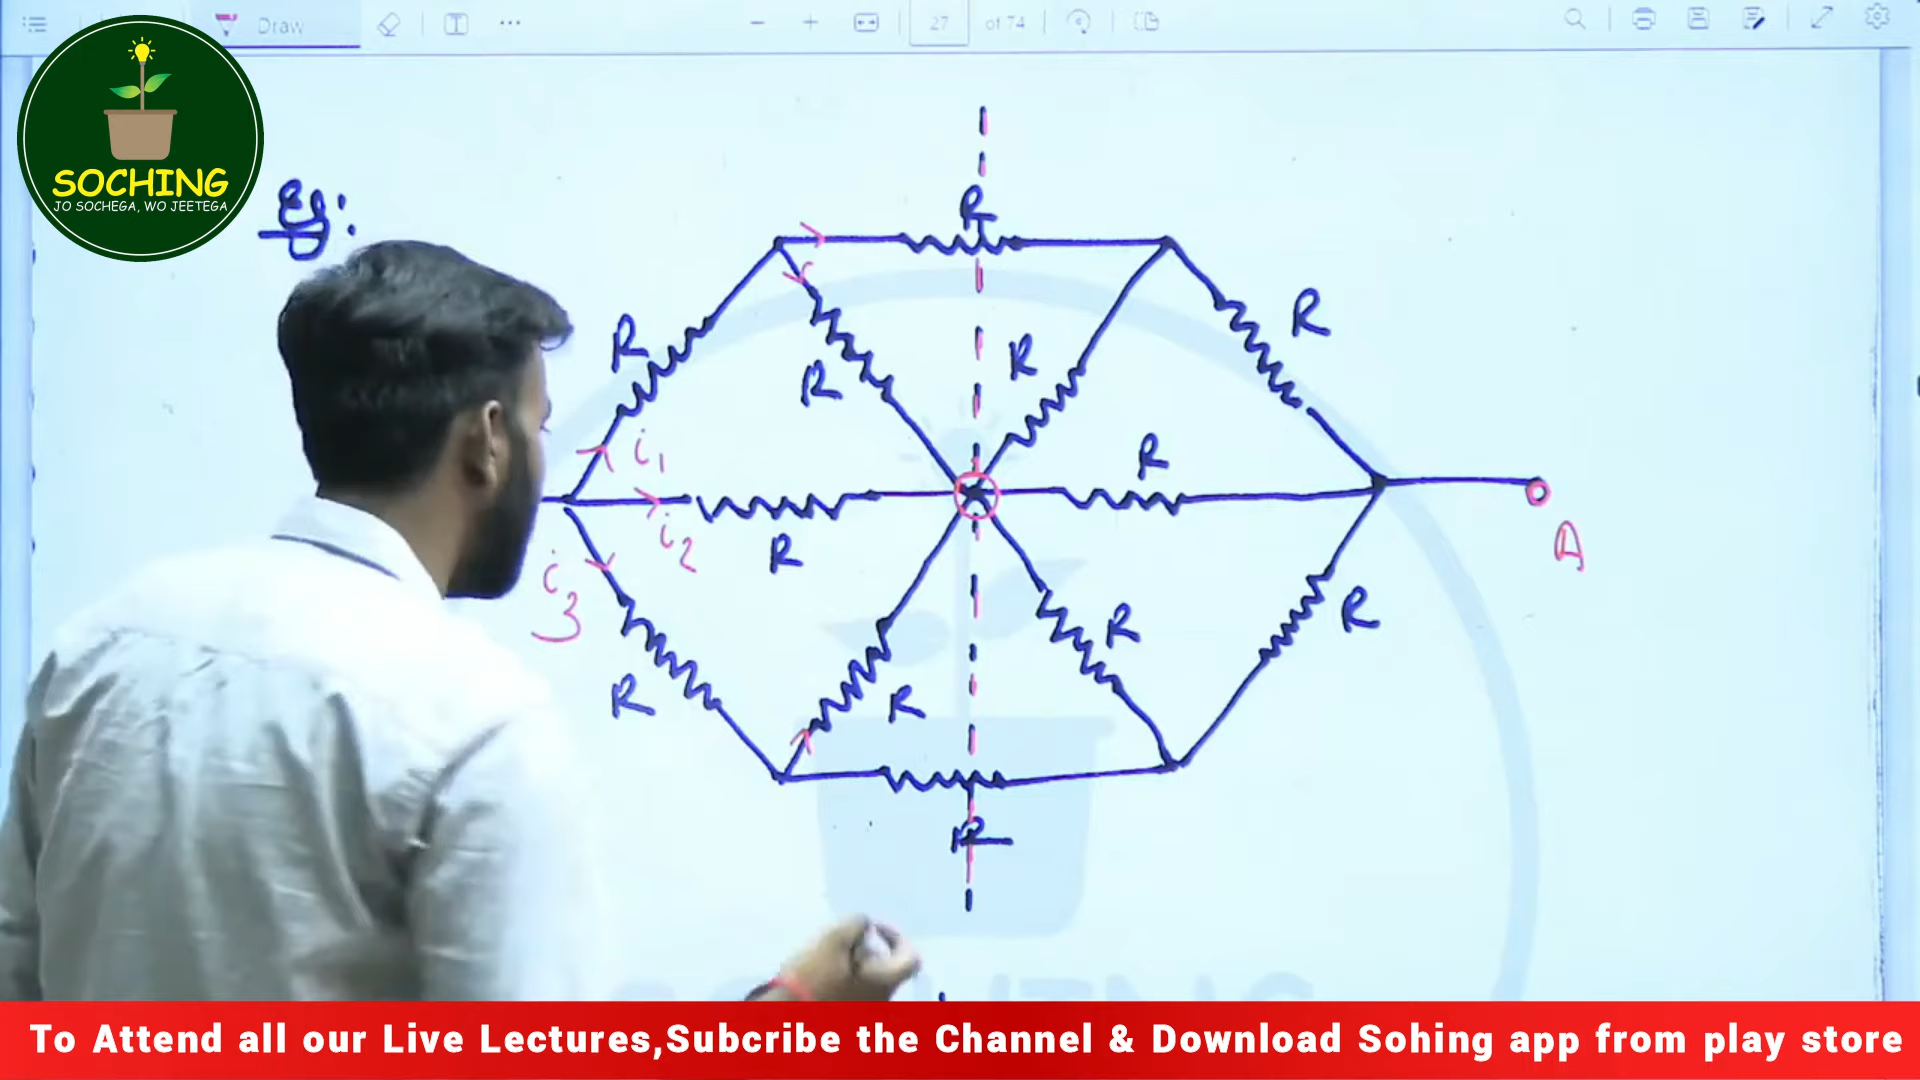 Draw
27
of 74
SOCHING
JO SOCHEGA, WO JEETEGA
Eg:
R
R
R
R
R
R
i1
i2
R
i3
R
R
R
R
R
A
To Attend all our Live Lectures,Subcribe the Channel & Download Sohing app from play store